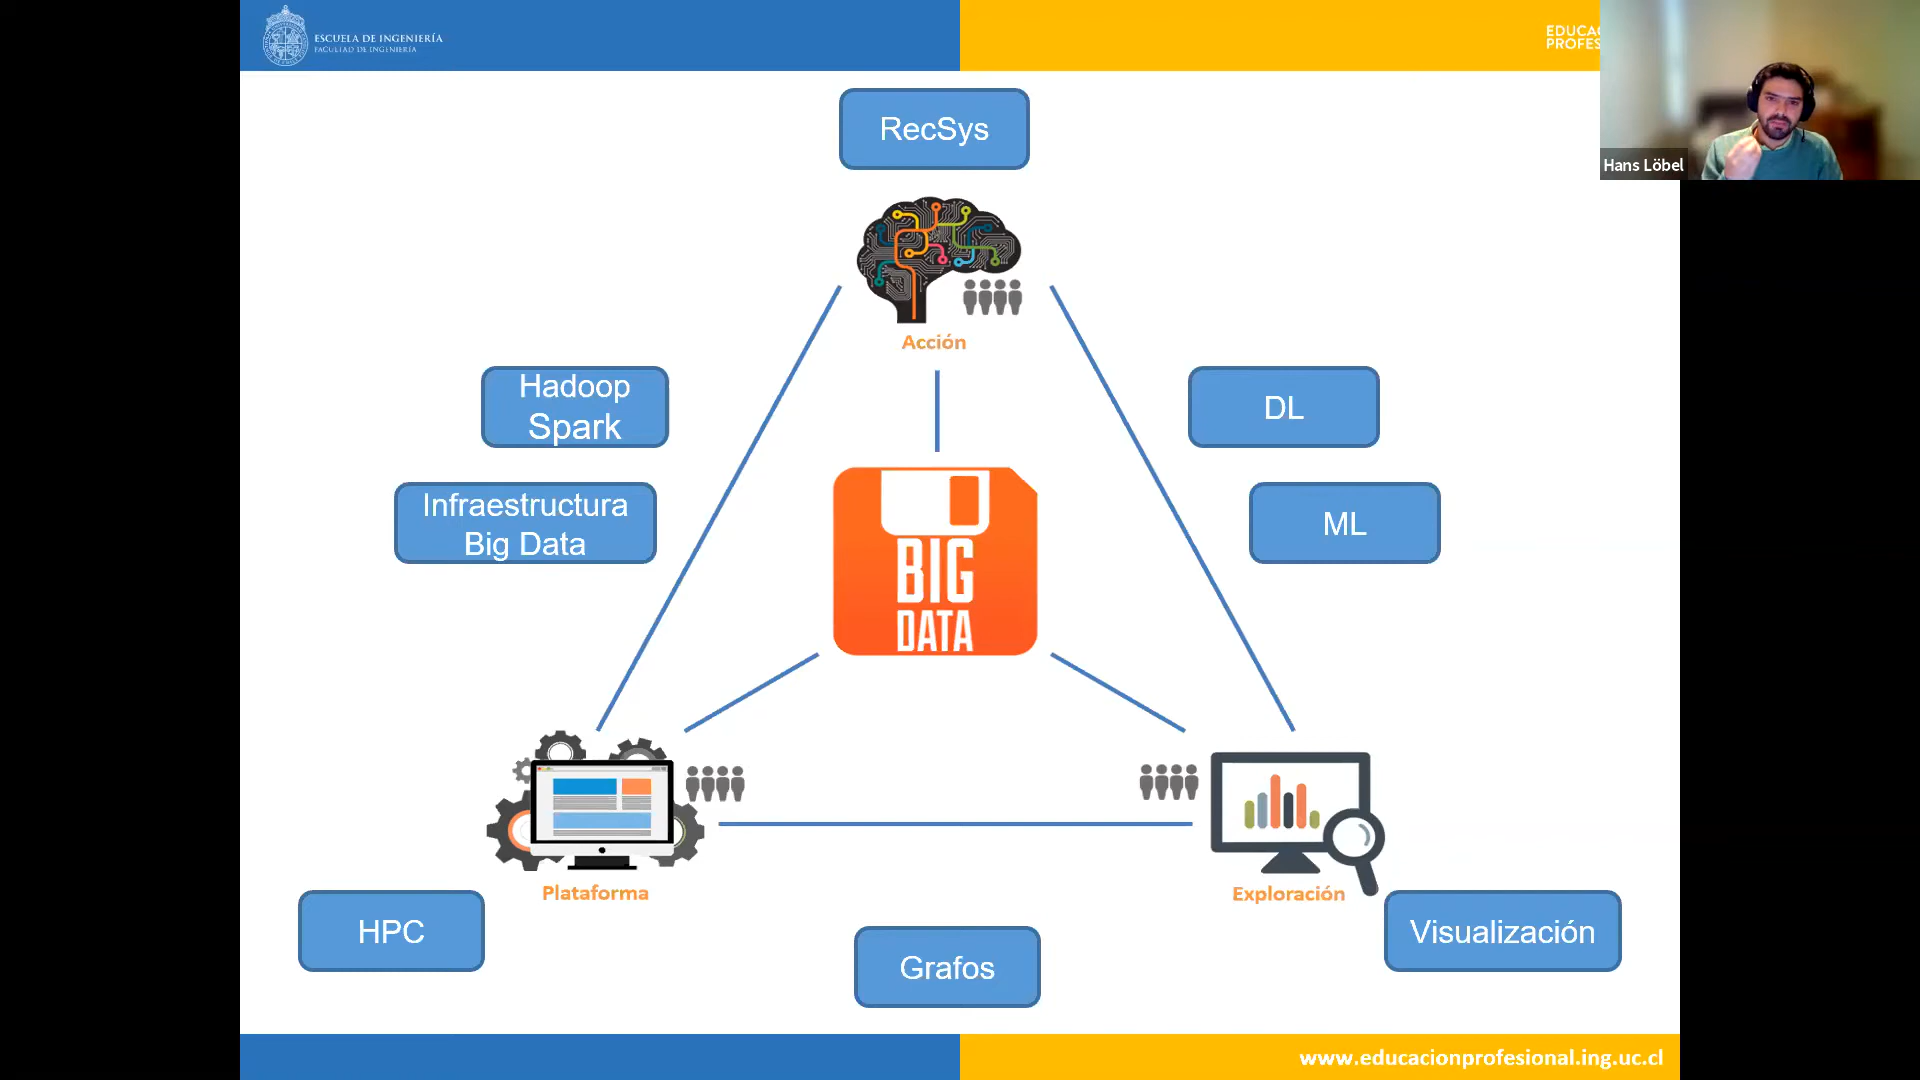 ESCUELA DE INGENIERÍA
FACULTAD DE INGENIERÍA
EDUCAC
PROFES
Hans Löbel
RecSys
Acción
Hadoop
Spark
DL
Infraestructura
Big Data
ML
BIG
DATA
Plataforma
Exploración
HPC
Grafos
Visualización
www.educacionprofesional.ing.uc.cl